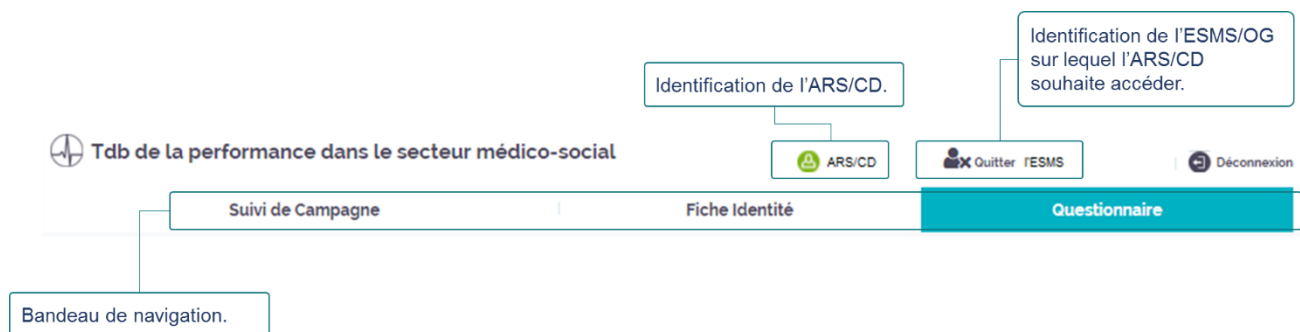 Identification de l'ESMS/OG
sur lequel l'ARS/CD
souhaite accéder.
Identification de l'ARS/CD.
Tdb de la performance dans le secteur médico-social
ARS/CD
Quitter l'ESMS
Déconnexion
Suivi de Campagne
Fiche Identité
Questionnaire
Bandeau de navigation.